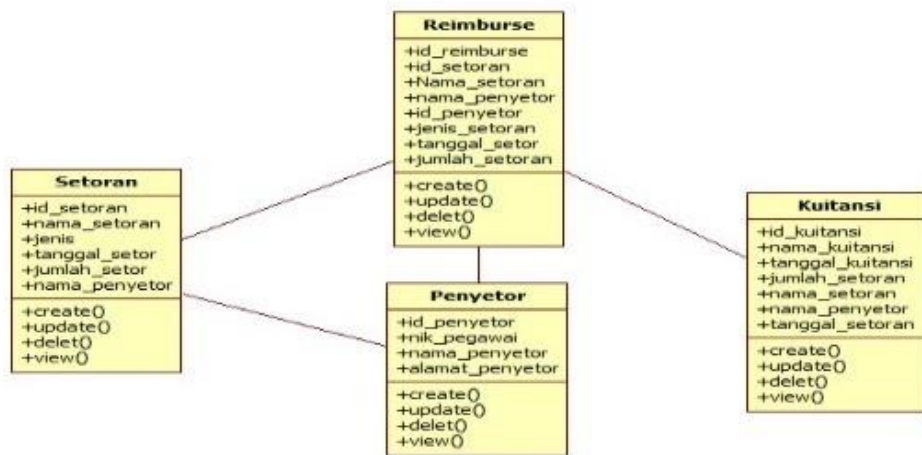 Reimburse
+id_reimburse
+id_setoran
+Nama_setoran
+nama_penyetor
+id_penyetor
+jenis_setoran
+tanggal_setor
+jumlah_setoran
+create()
+update()
+delet()
+view()
Setoran
+id_setoran
+nama_setoran
+jenis
+tanggal_setor
+jumlah_setor
+nama_penyetor
+create()
+update()
+delet()
+view()
Penyetor
+id_penyetor
+nik_pegawai
+nama_penyetor
+alamat_penyetor
+create()
+update()
+delet()
+view()
Kuitansi
+id_kuitansi
+nama_kuitansi
+tanggal_kuitansi
+jumlah_setoran
+nama_setoran
+nama_penyetor
+tanggal_setoran
+create()
+update()
+delet()
+view()